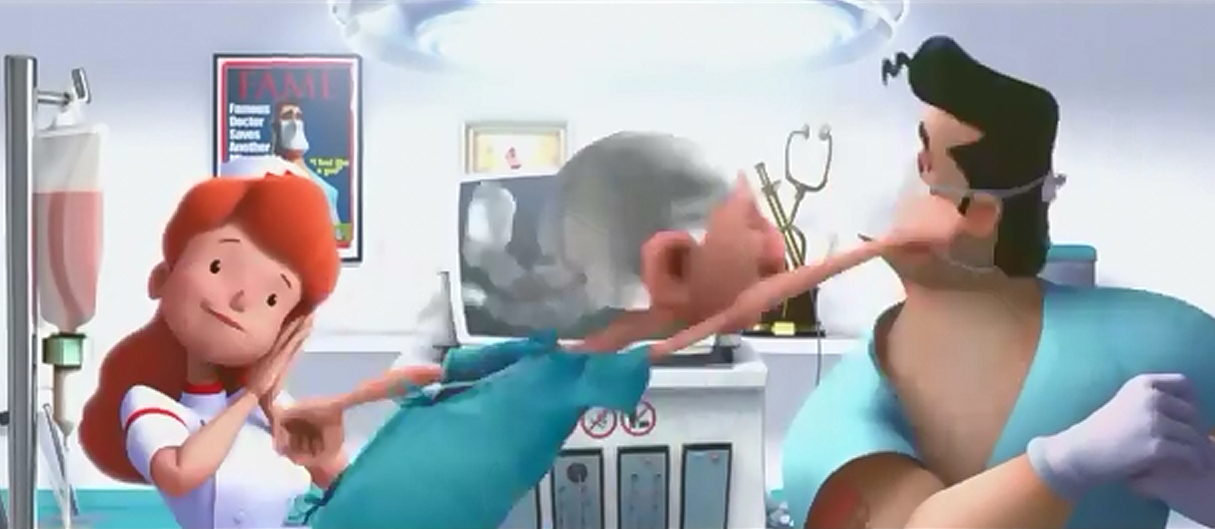 FAME
Famous
Doctor
Saves
Another
"I feel like
a god"